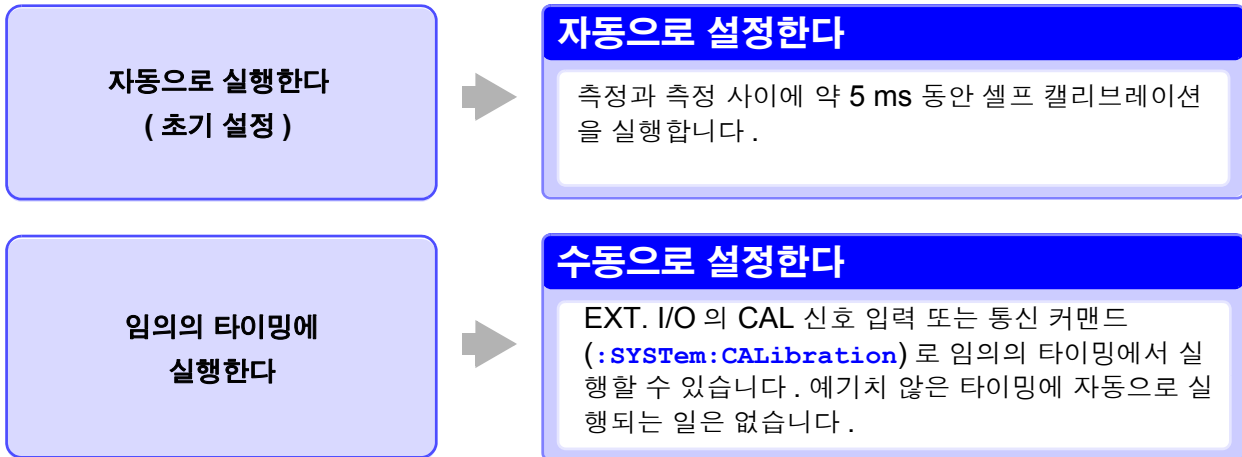 자동으로 실행한다
( 초기 설정 )
자동으로 설정한다
측정과 측정 사이에 약 5 ms 동안 셀프 캘리브레이션
을 실행합니다 .
임의의 타이밍에
실행한다
수동으로 설정한다
EXT. I/O 의 CAL 신호 입력 또는 통신 커맨드
(:SYSTem:CALibration) 로 임의의 타이밍에서 실
행할 수 있습니다 . 예기치 않은 타이밍에 자동으로 실
행되는 일은 없습니다 .